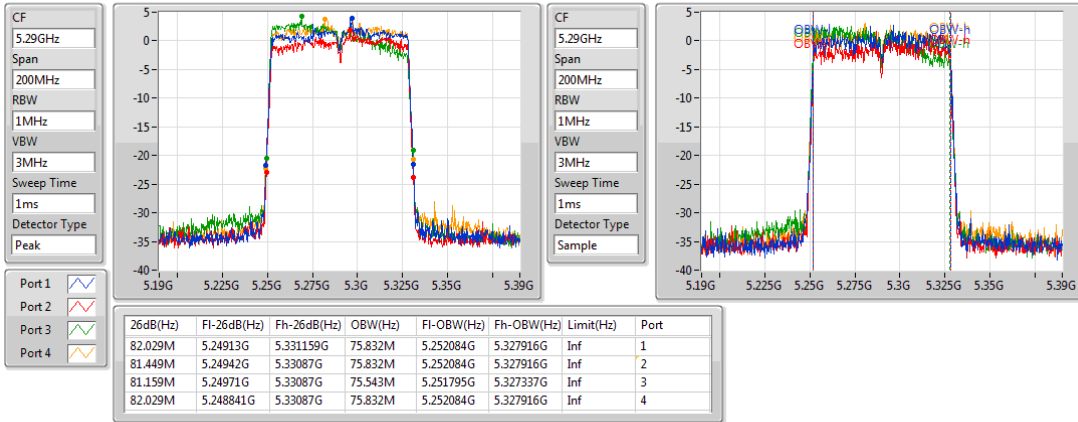 CF
5.29GHz
Span
200MHz
RBW
1MHz
VBW
3MHz
Sweep Time
1ms
Detector Type
Peak
5
0
-5
-10
-15
-20
-25
-30
-35
-40
5.19G 5.225G 5.25G 5.275G 5.3G 5.325G 5.35G 5.39G
CF
5.29GHz
Span
200MHz
RBW
1MHz
VBW
3MHz
Sweep Time
1ms
Detector Type
Sample
5
0
-5
-10
-15
-20
-25
-30
-35
-40
OBW-h
5.19G 5.225G 5.25G 5.275G 5.3G 5.325G 5.35G 5.39G
Port 1
Port 2
Port 3
Port 4
26dB(Hz) Fl-26dB(Hz) Fh-26dB(Hz) OBW(Hz) Fl-OBW(Hz) Fh-OBW(Hz) Limit(Hz) Port
82.029M 5.24913G 5.331159G 75.832M 5.252084G 5.327916G Inf 1
81.449M 5.24942G 5.33087G 75.832M 5.252084G 5.327916G Inf 2
81.159M 5.24971G 5.33087G 75.543M 5.251795G 5.327337G Inf 3
82.029M 5.248841G 5.33087G 75.832M 5.252084G 5.327916G Inf 4